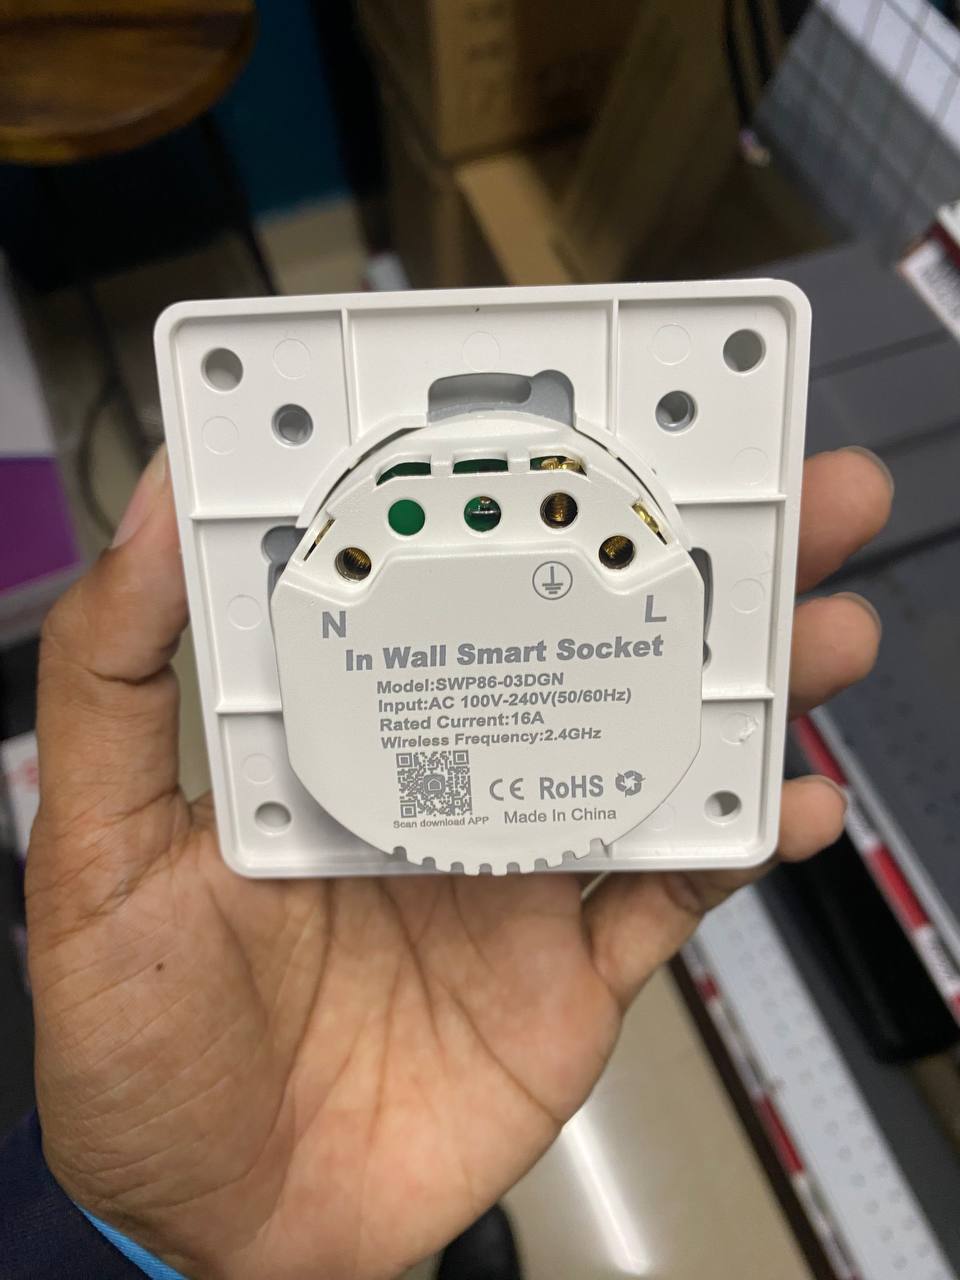 N
L
In Wall Smart Socket
Model:SWP86-03DGN
Input:AC 100V-240V(50/60Hz)
Rated Current:16A
Wireless Frequency:2.4GHz
CE RoHS
Scan download APP
Made In China